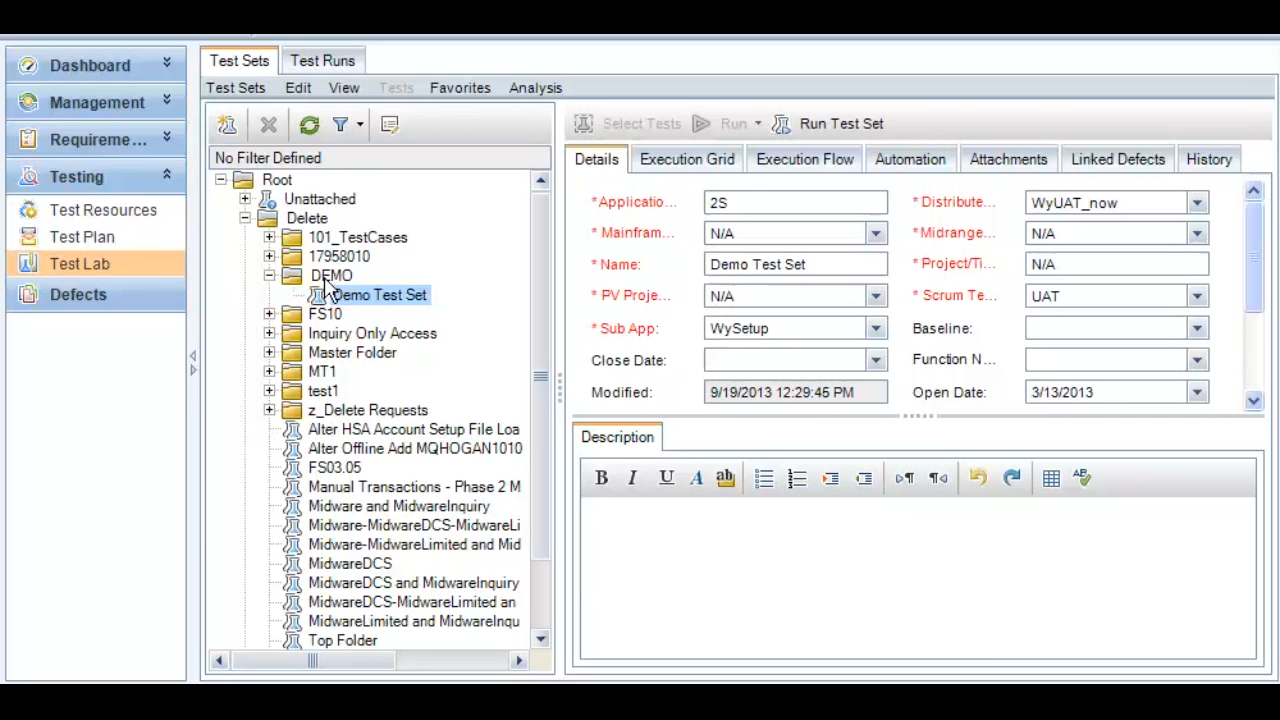 Dashboard
Management
Requireme...
Testing
Test Resources
Test Plan
Test Lab
Defects
Test Sets
Test Runs
Test Sets Edit View Tests Favorites Analysis
No Filter Defined
Root
Unattached
Delete
101_TestCases
17958010
DEMO
Demo Test Set
FS10
Inquiry Only Access
Master Folder
MT1
test1
z_Delete Requests
Alter HSA Account Setup File Loa
Alter Offline Add MQHOGAN1010
FS03.05
Manual Transactions - Phase 2 M
Midware and MidwareInquiry
Midware-MidwareDCS-MidwareLi
Midware-MidwareLimited and Mid
MidwareDCS
MidwareDCS and MidwareInquiry
MidwareDCS-MidwareLimited an
MidwareLimited and MidwareInqu
Top Folder
Select Tests Run Run Test Set
Details Execution Grid Execution Flow Automation Attachments Linked Defects History
*Applicatio... 2S * Distribute... WyUAT_now
* Mainfram... N/A * Midrange... N/A
* Name: Demo Test Set * Project/Ti... N/A
* PV Proje... N/A * Scrum Te... UAT
* Sub App: WySetup Baseline:
Close Date: Function N...
Modified: 9/19/2013 12:29:45 PM Open Date: 3/13/2013
Description
B I U A ab
ABC